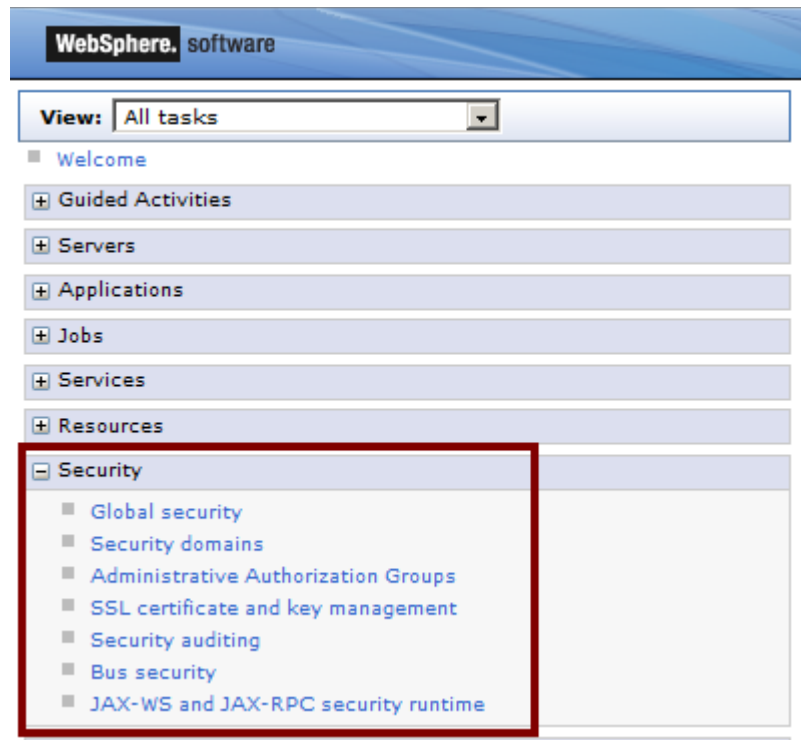 WebSphere. software
View: All tasks
Welcome
Guided Activities
Servers
Applications
Jobs
Services
Resources
Security
Global security
Security domains
Administrative Authorization Groups
SSL certificate and key management
Security auditing
Bus security
JAX-WS and JAX-RPC security runtime